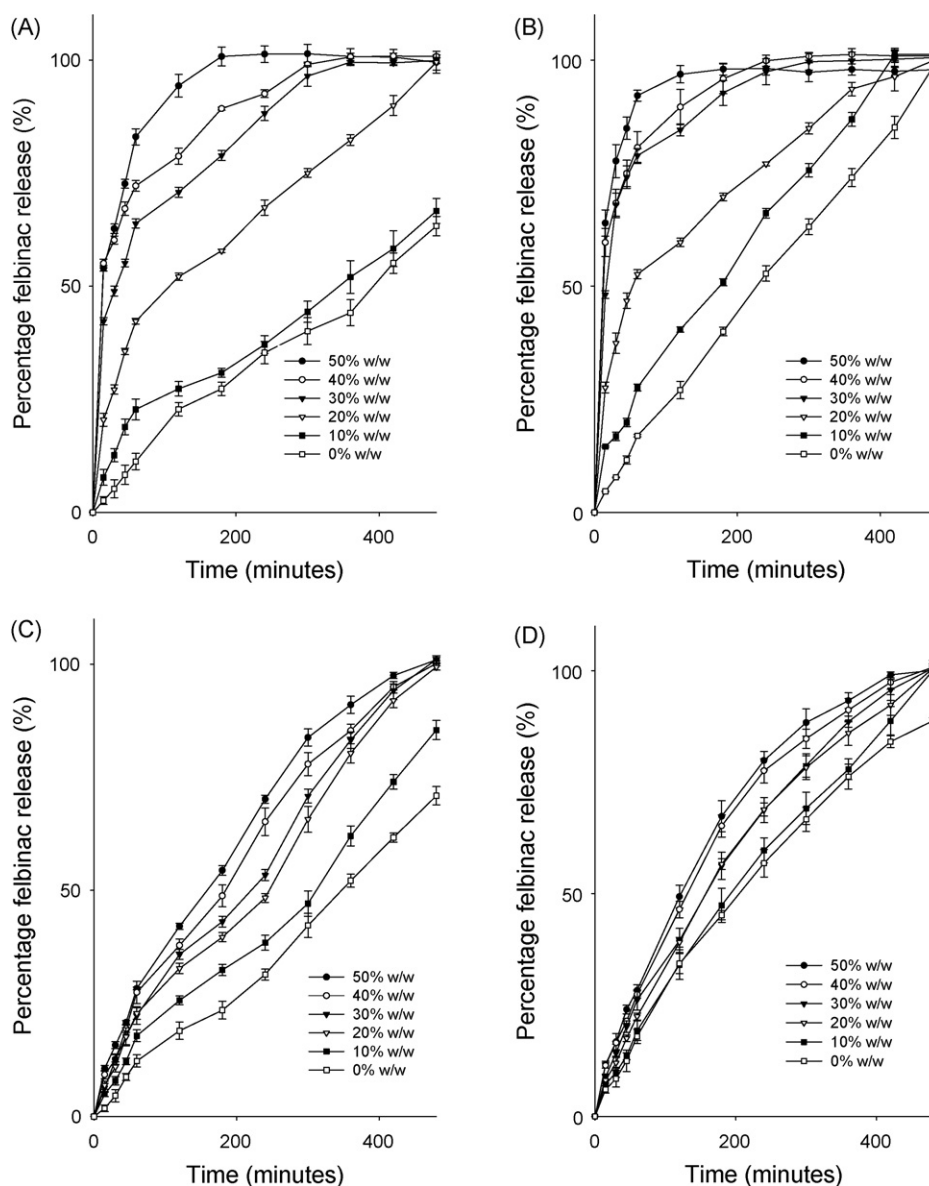 (A)
Percentage felbinac release (%)
100
50
0
50% w/w
40% w/w
30% w/w
20% w/w
10% w/w
0% w/w
0 200 400
Time (minutes)
(B)
Percentage felbinac release (%)
100
50
0
50% w/w
40% w/w
30% w/w
20% w/w
10% w/w
0% w/w
0 200 400
Time (minutes)
(C)
Percentage felbinac release (%)
100
50
0
50% w/w
40% w/w
30% w/w
20% w/w
10% w/w
0% w/w
0 200 400
Time (minutes)
(D)
Percentage felbinac release (%)
100
50
0
50% w/w
40% w/w
30% w/w
20% w/w
10% w/w
0% w/w
0 200 400
Time (minutes)